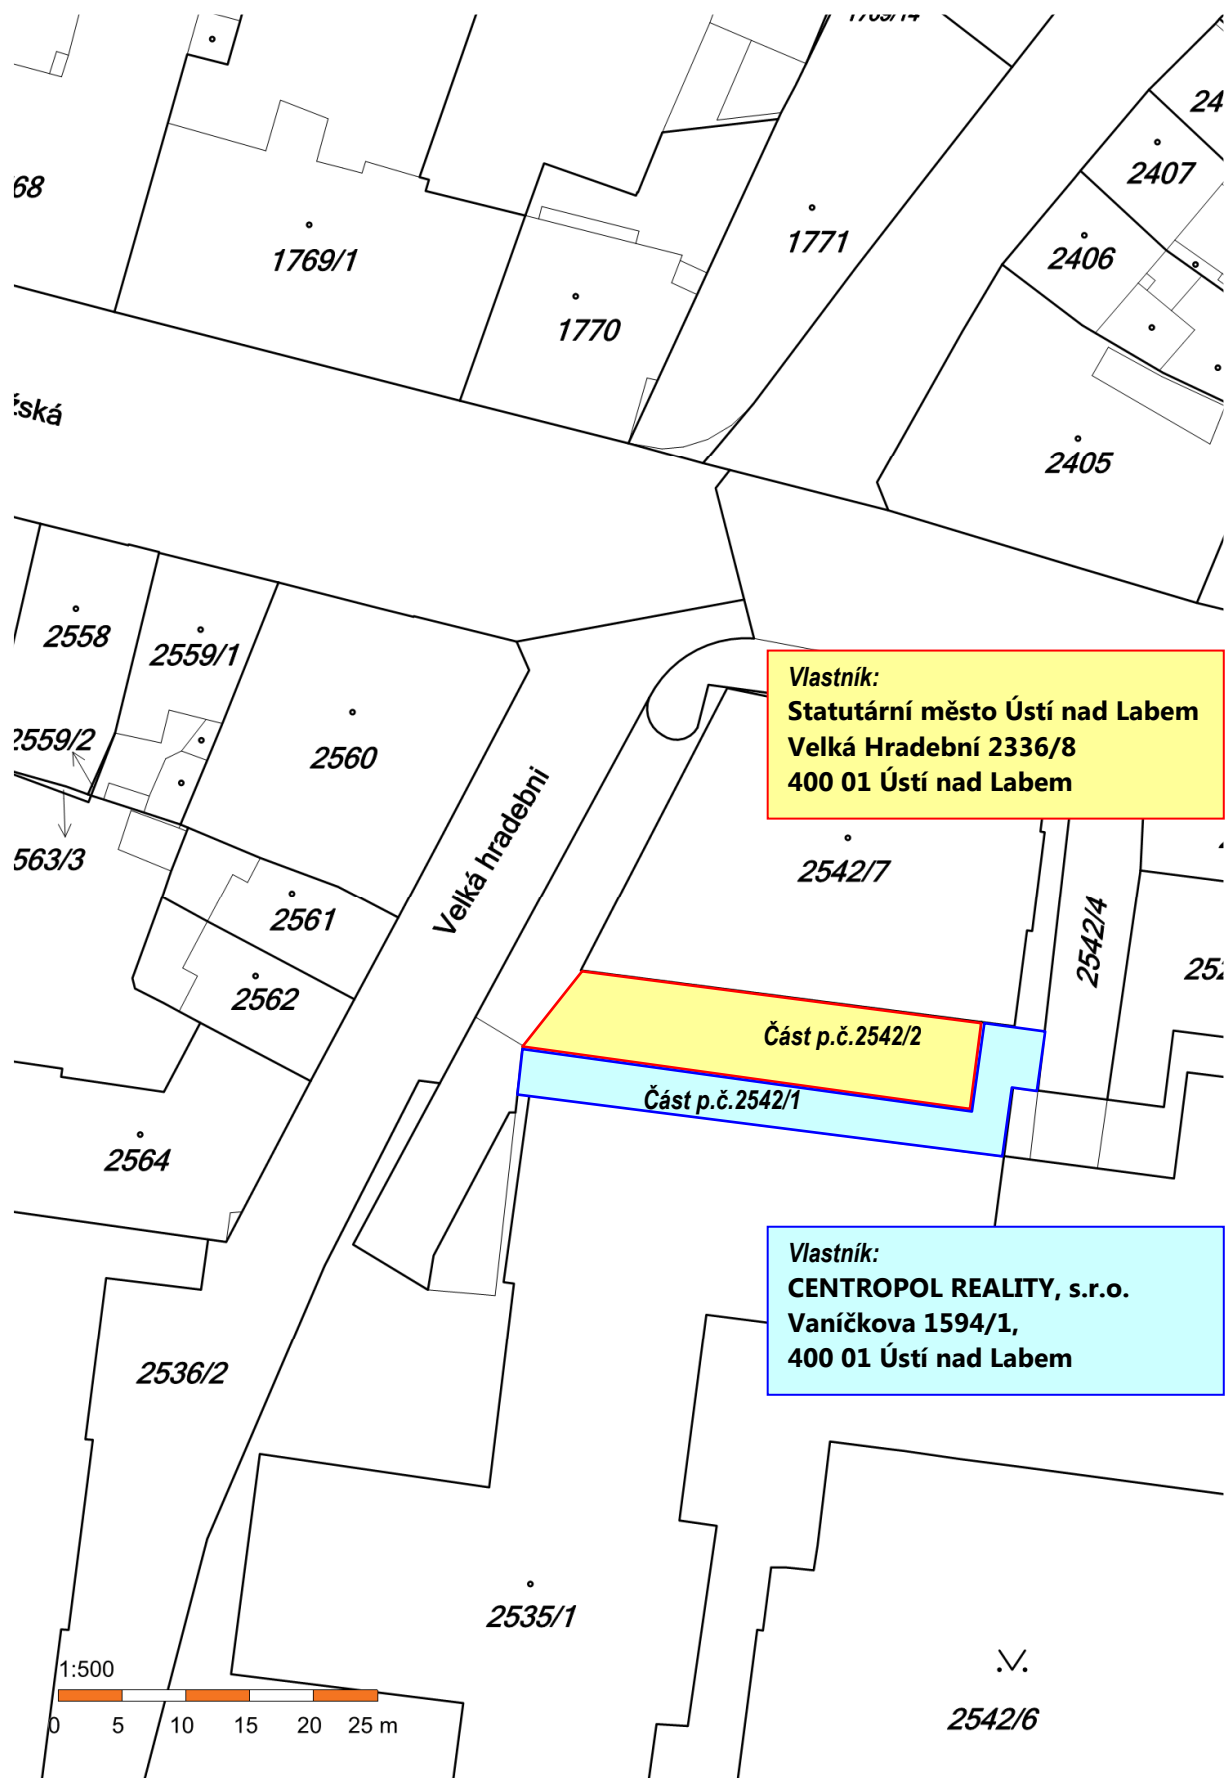 24
2407
68
1769/1
1771
2406
1770
žská
2405
2558
2559/1
Vlastník:
Statutární město Ústí nad Labem
Velká Hradební 2336/8
400 01 Ústí nad Labem
2559/2
2560
Velká hradebni
563/3
2542/7
2561
2542/4
2562
252
Část p.č.2542/2
Část p.č.2542/1
2564
Vlastník:
CENTROPOL REALITY, s.r.o.
Vaníčkova 1594/1,
400 01 Ústí nad Labem
2536/2
2535/1
1:500
0 5 10 15 20 25 m
2542/6